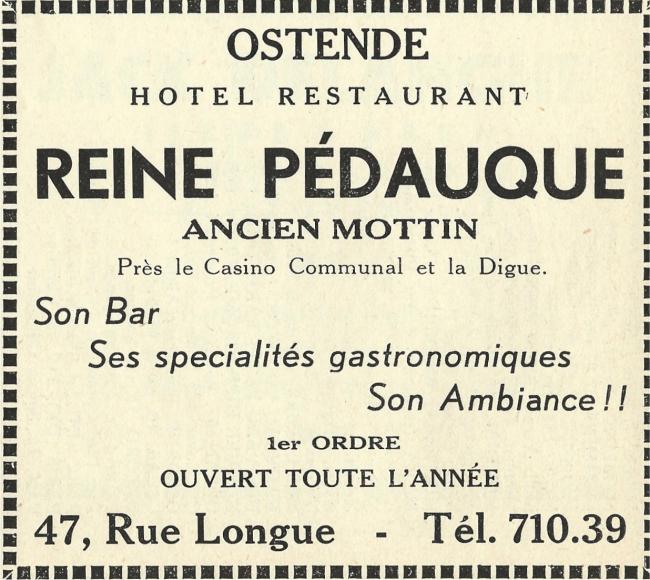 OSTENDE
HOTEL RESTAURANT
REINE PÉDAUQUE
ANCIEN MOTTIN
Près le Casino Communal et la Digue.
Son Bar
Ses specialités gastronomiques
Son Ambiance!!
1er ORDRE
OUVERT TOUTE L'ANNÉE
47, Rue Longue - Tél. 710.39